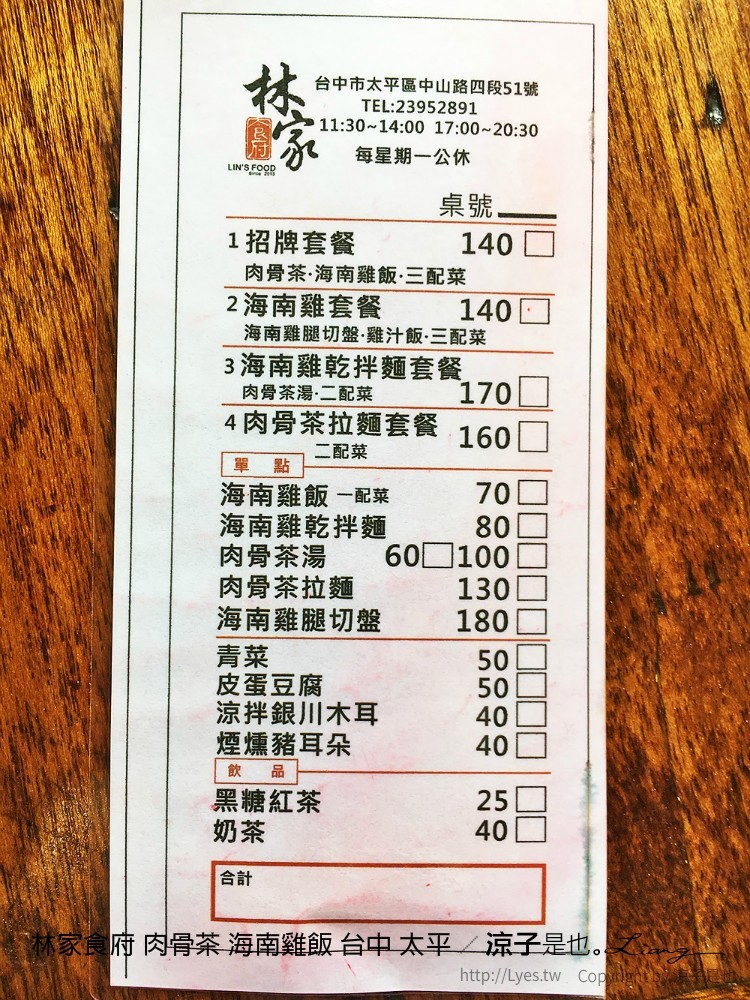 林家
食府
LIN'S FOOD
Since 2013
台中市太平區中山路四段51號
TEL:23952891
11:30~14:00 17:00~20:30
每星期一公休
桌號
1 招牌套餐 140
肉骨茶·海南雞飯·三配菜
2 海南雞套餐 140
海南雞腿切盤·雞汁飯·三配菜
3 海南雞乾拌麵套餐
肉骨茶湯·二配菜 170
4 肉骨茶拉麵套餐 160
二配菜
單點
海南雞飯 一配菜 70
海南雞乾拌麵 80
肉骨茶湯 60 100
肉骨茶拉麵 130
海南雞腿切盤 180
青菜 50
皮蛋豆腐 50
涼拌銀川木耳 40
煙燻豬耳朵 40
飲品
黑糖紅茶 25
奶茶 40
合計
林家食府 肉骨茶 海南雞飯 台中 太平 / 涼子是也。Liang
http://Lyes.tw Copyright by 涼子是也